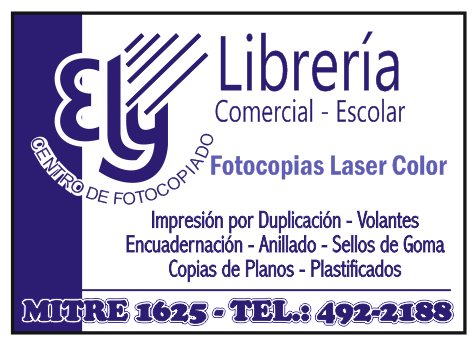 Ely
CENTRO DE FOTOCOPIADO
Librería
Comercial - Escolar
Fotocopias Laser Color
Impresión por Duplicación - Volantes
Encuadernación - Anillado - Sellos de Goma
Copias de Planos - Plastificados
MITRE 1625 - TEL.: 492-2188